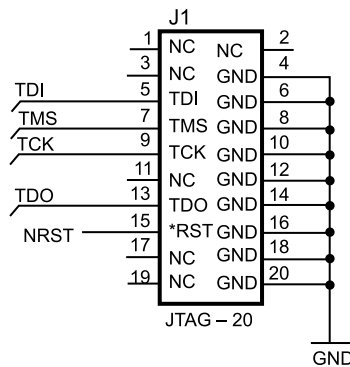 J1
1 NC NC 2
3 NC GND 4
TDI 5 TDI GND 6
TMS 7 TMS GND 8
TCK 9 TCK GND 10
11 NC GND 12
TDO 13 TDO GND 14
NRST 15 *RST GND 16
17 NC GND 18
19 NC GND 20
JTAG – 20
GND